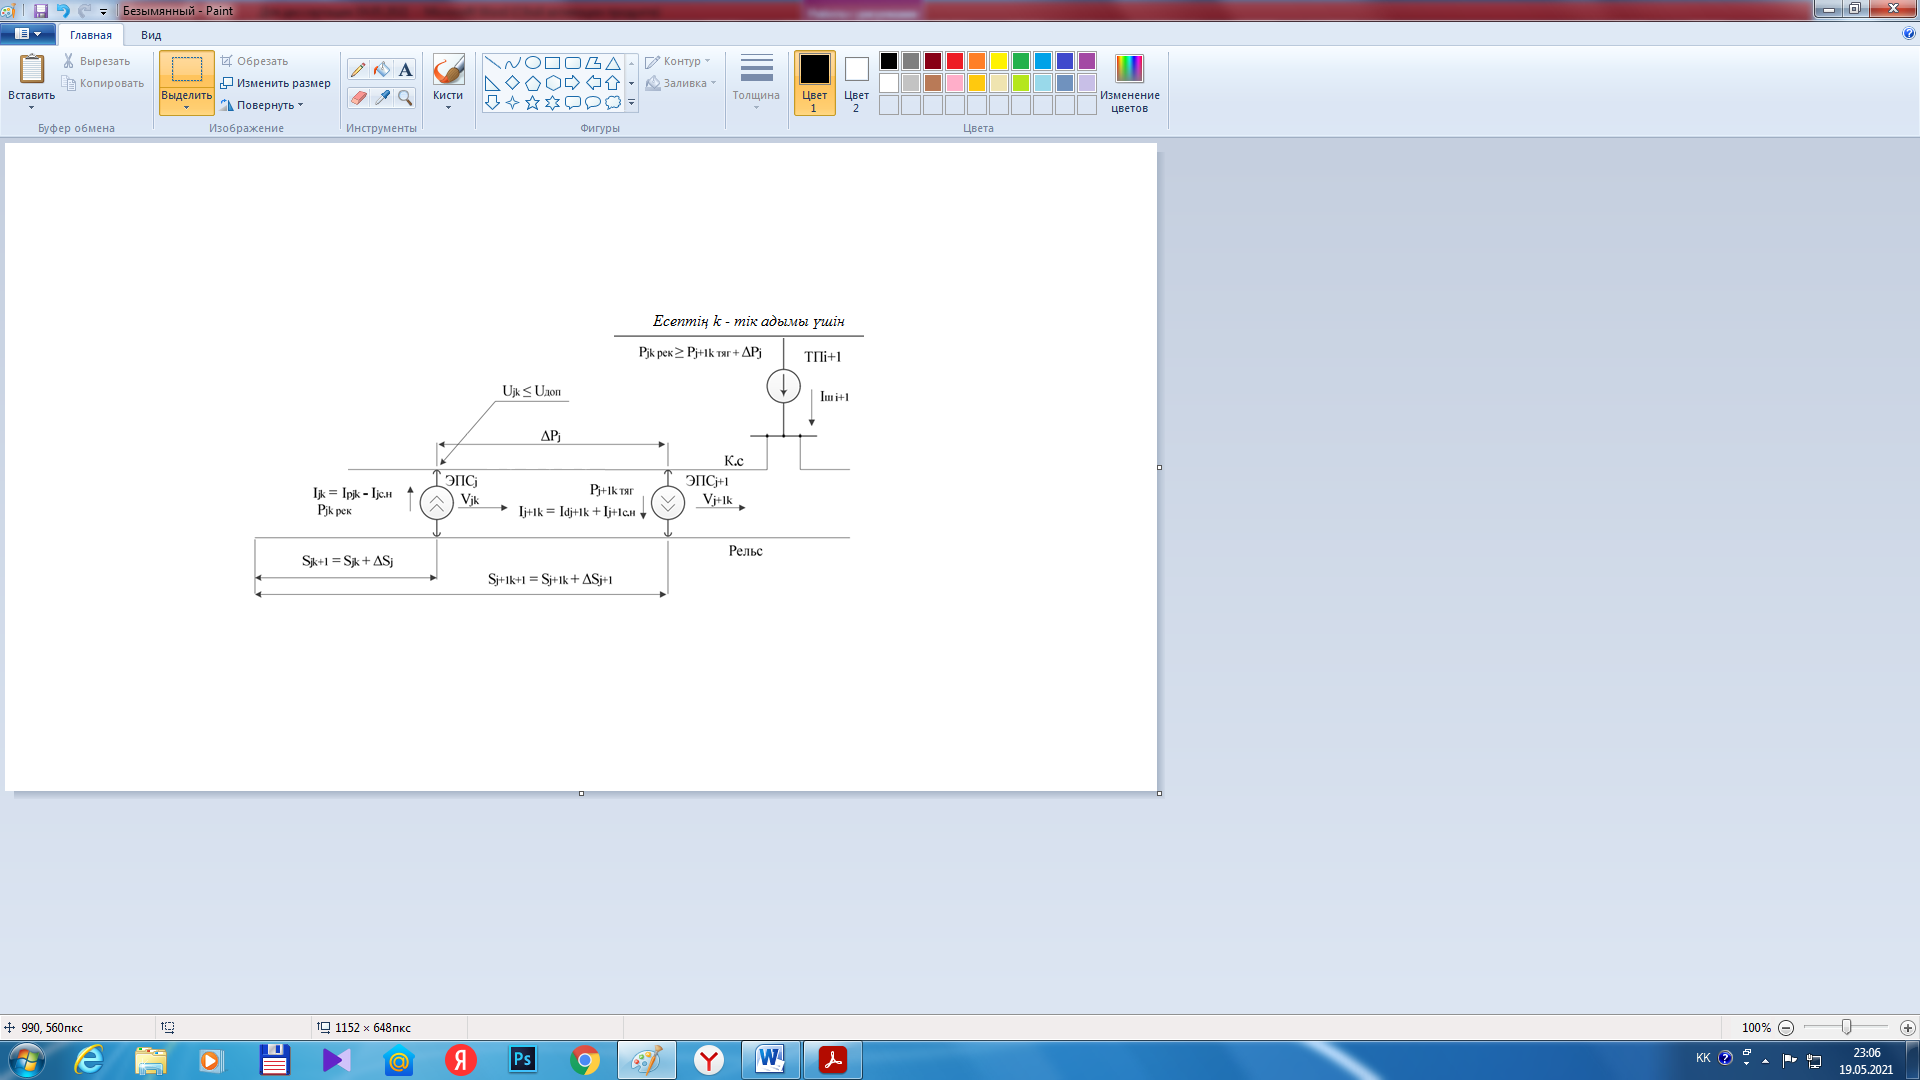 Безымянный - Paint
Главная
Вид
Вставить
Вырезать
Копировать
Буфер обмена
Выделить
Обрезать
Изменить размер
Повернуть
Изображение
Инструменты
Кисти
Фигуры
Контур
Заливка
Толщина
Цвет
1
Цвет
2
Изменение
цветов
Цвета
Есептің k - тік адымы үшін
Pjk рек ≥ Pj+1k тяг + ΔPj
ТПi+1
Iш i+1
Ujk ≤ Uдоп
ΔPj
К.с
ЭПСj
Ijk = Ipjk - Ijс.н
Pjk рек
Vjk
Pj+1k тяг
Ij+1k = Idj+1k + Ij+1с.н
ЭПСj+1
Vj+1k
Рельс
Sjk+1 = Sjk + ΔSj
Sj+1k+1 = Sj+1k + ΔSj+1
990, 560пкс
1152 × 648пкс
100%
Я
Ps
Y
W
KK
23:06
19.05.2021